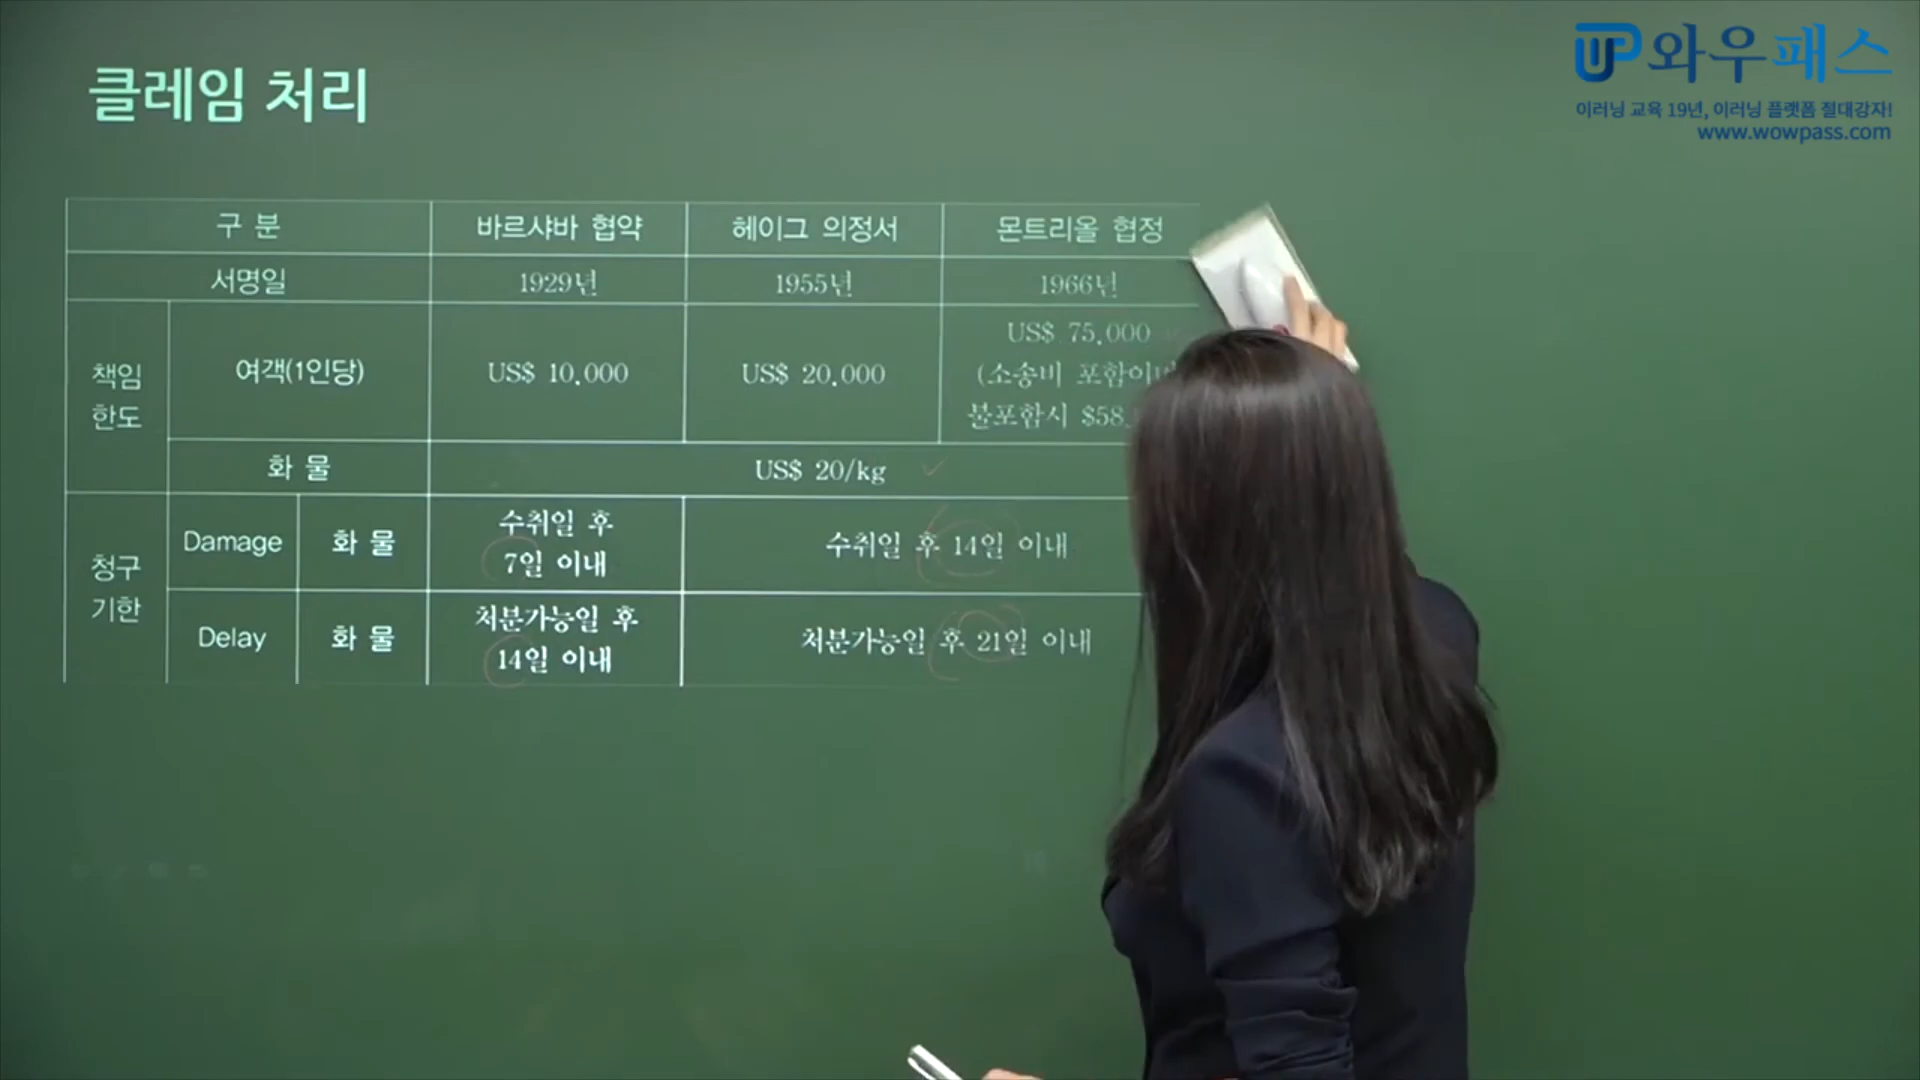 클레임 처리
와우패스
이러닝 교육 19년, 이러닝 플랫폼 절대강자!
www.wowpass.com
구 분 바르샤바 협약 헤이그 의정서 몬트리올 협정
서명일 1929년 1955년 1966년
책임 한도
여객(1인당) US$ 10,000 US$ 20,000
US$ 75,000
(소송비 포함이며
불포함시 $58,
화 물 US$ 20/kg
청구 기한
Damage 화 물
수취일 후
7일 이내
수취일 후 14일 이내
Delay 화 물
처분가능일 후
14일 이내
처분가능일 후 21일 이내